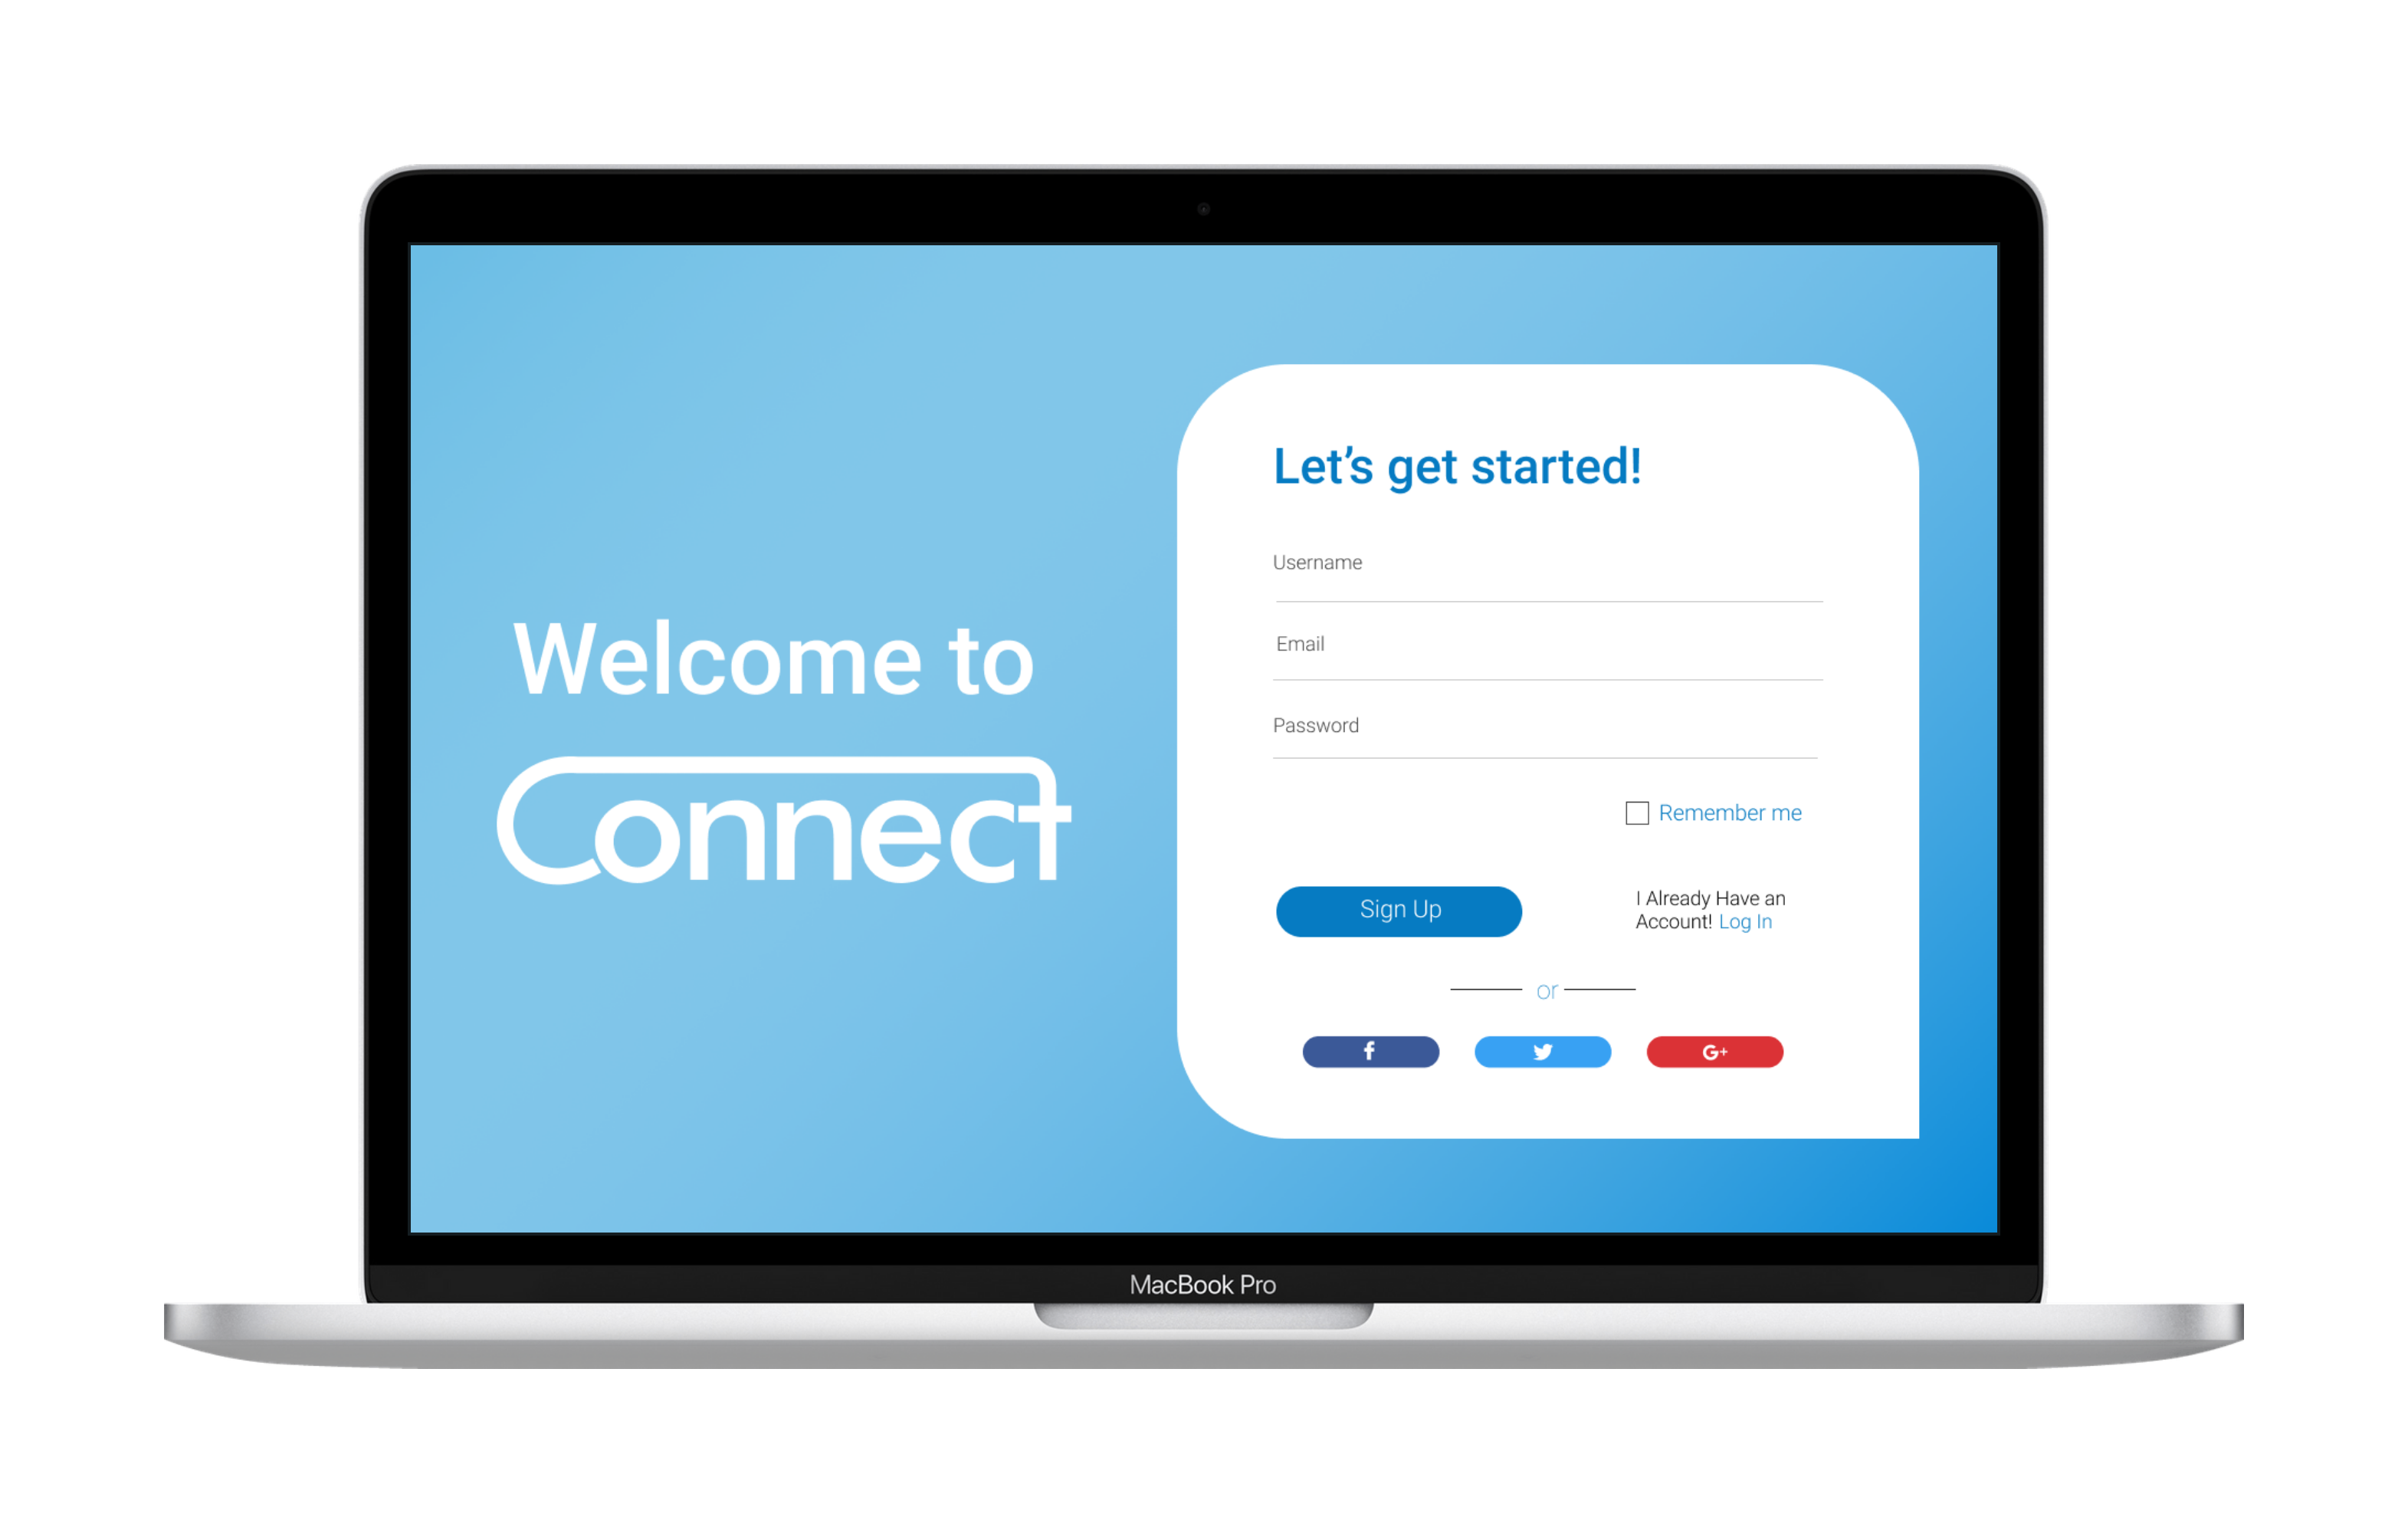 Welcome to
Connect
Let’s get started!
Username
Email
Password
Remember me
Sign Up
I Already Have an
Account! Log In
or
f
G+
MacBook Pro